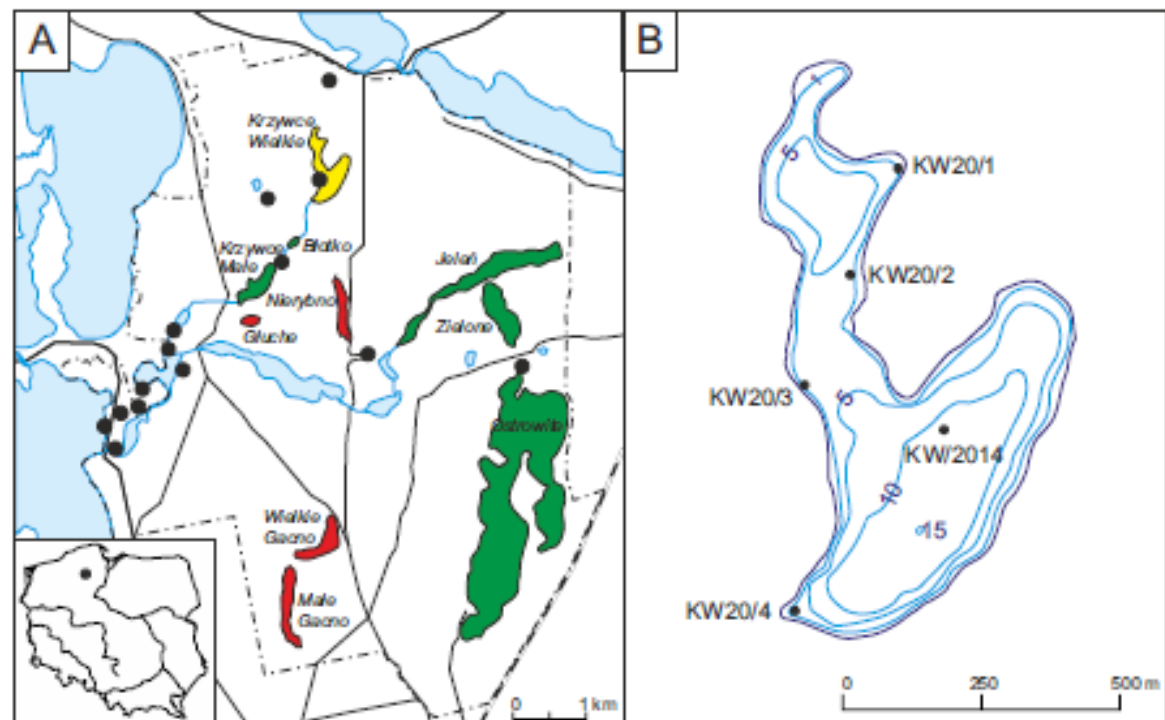 A
Krzywce
Wielkie
Błotko
Krzywce
Małe
Jeleń
Nierybno
Głuche
Zielone
Ostrowite
Wielkie
Gacno
Małe
Gacno
0 1 km
B
1
5
KW20/1
KW20/2
KW20/3
5
KW/2014
10
15
KW20/4
0 250 500 m